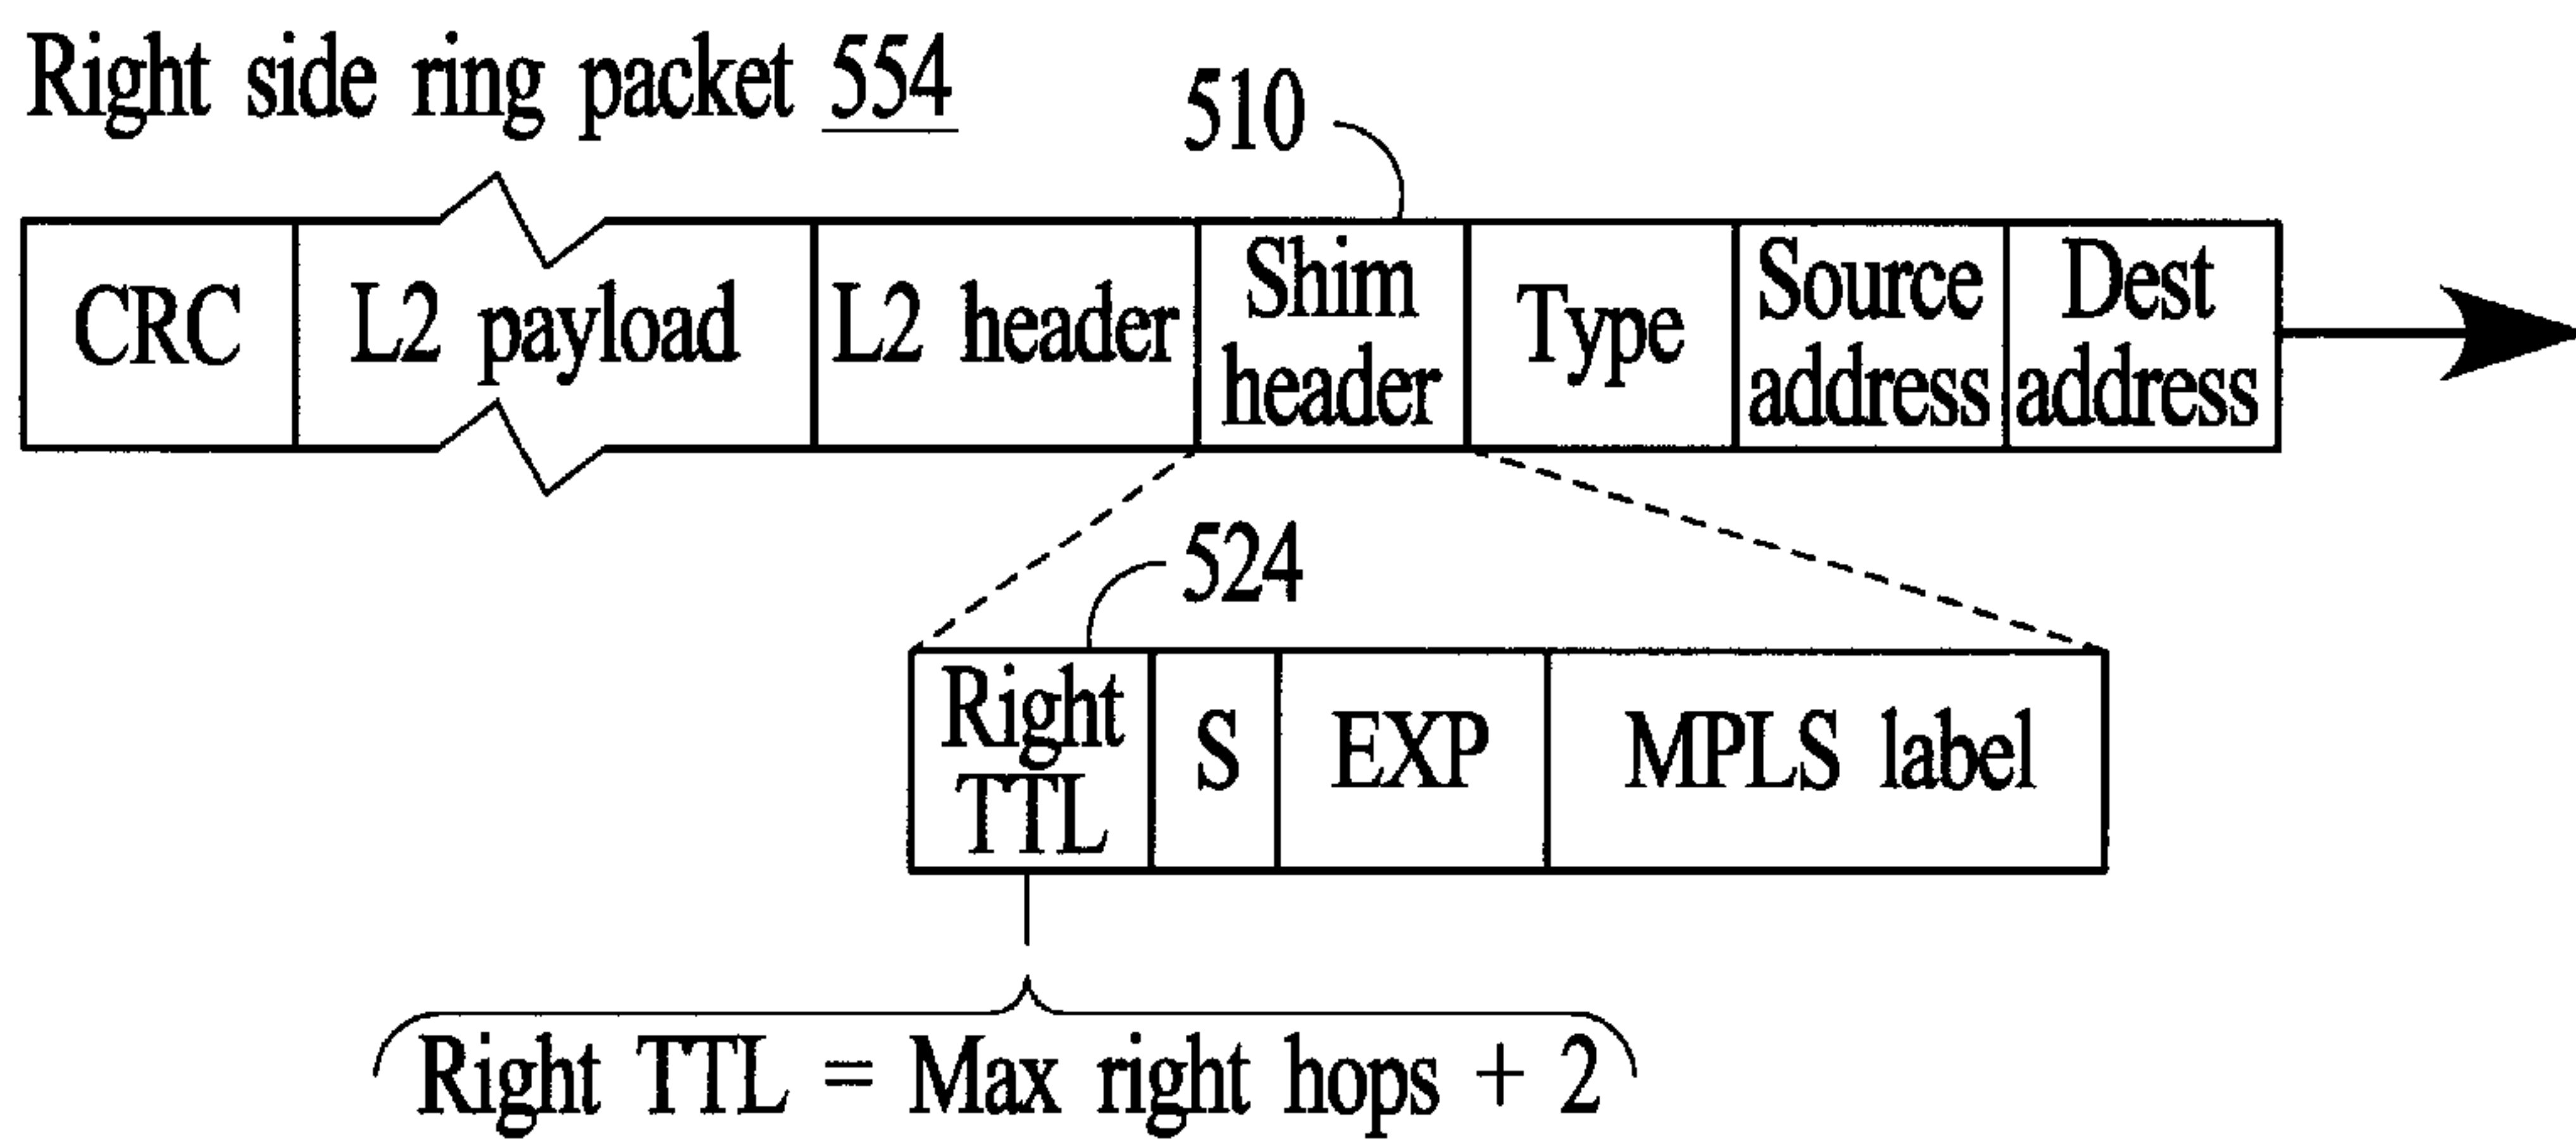 Right side ring packet 554
510
CRC
L2 payload
L2 header
Shim
header
Type
Source
address
Dest
address
524
Right
TTL
S
EXP
MPLS label
Right TTL = Max right hops + 2